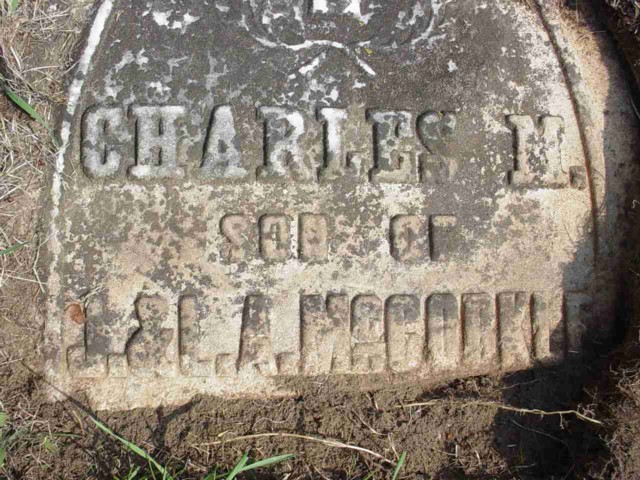 CHARLES M.
SON OF
J. & L. A. McCORKLE